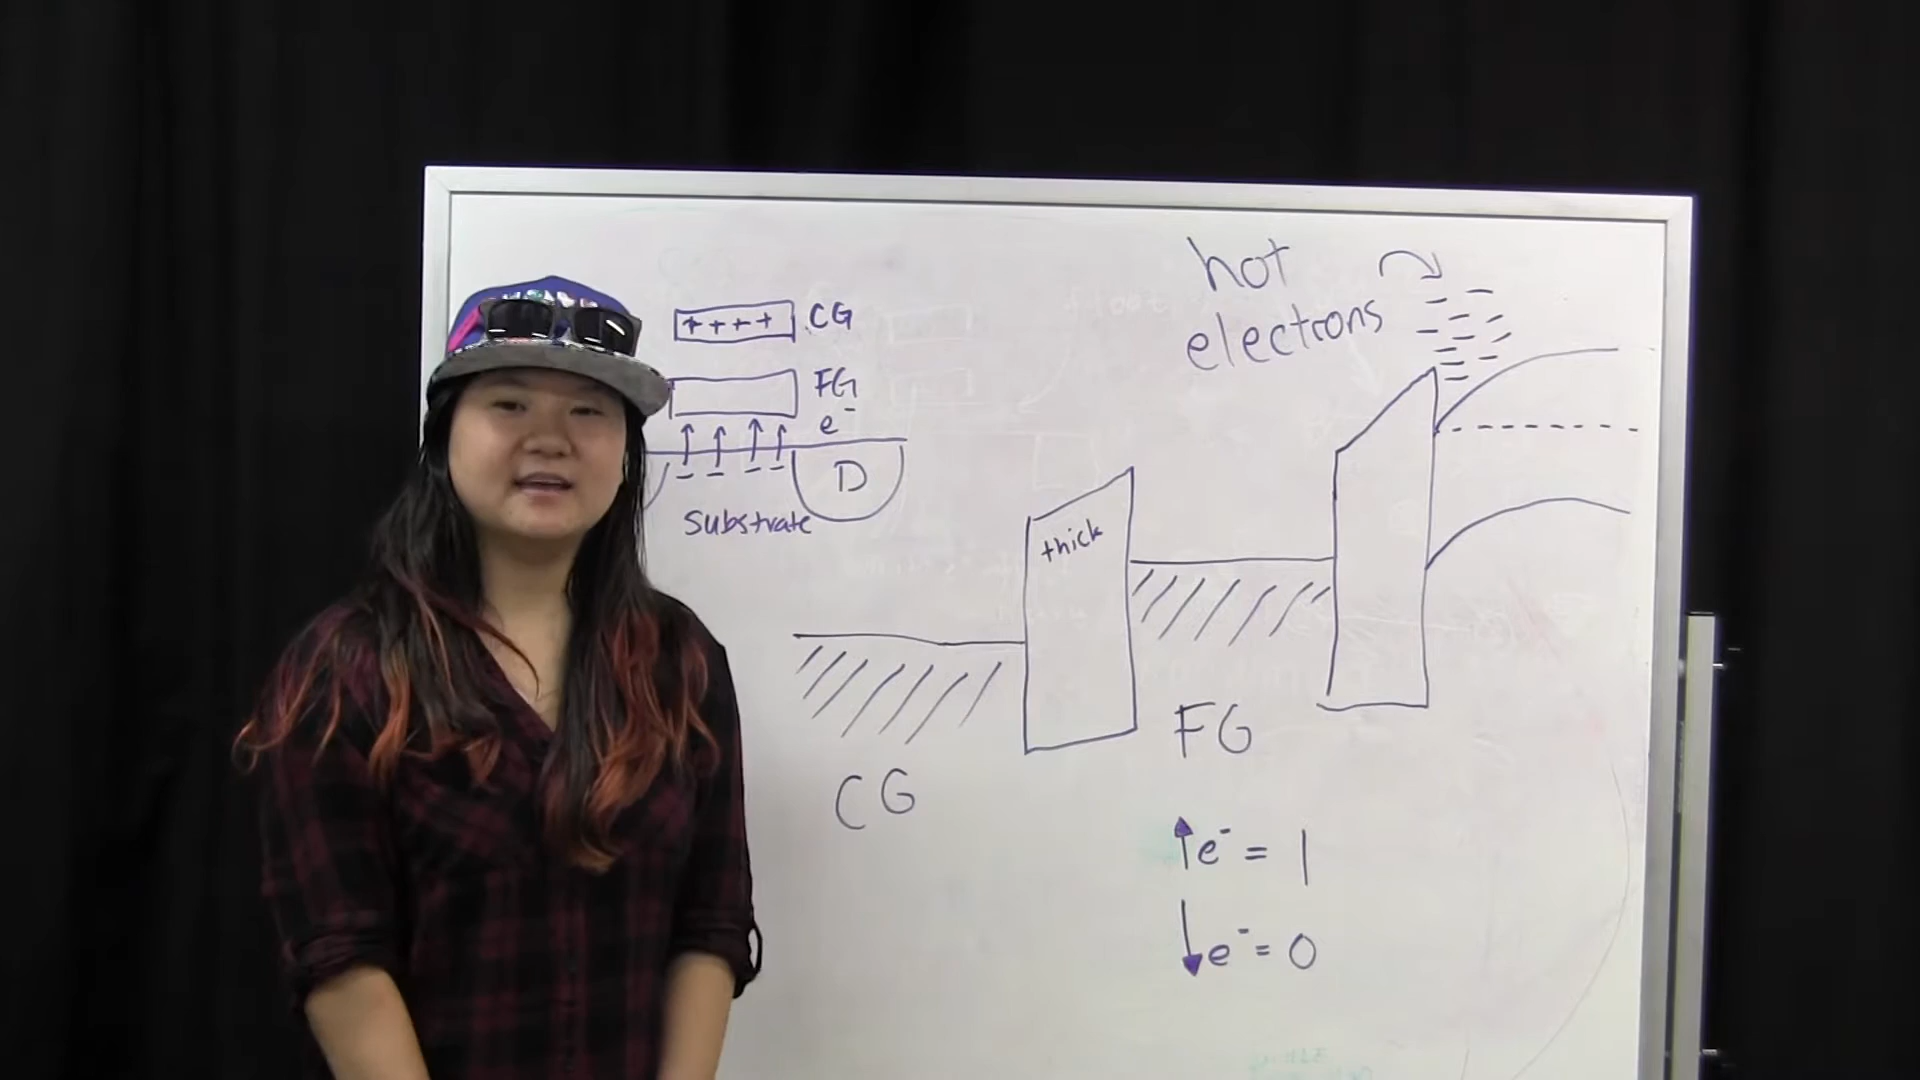 ++++ CG
FG
e⁻
D
substrate
hot
electrons
thick
CG
FG
↑e⁻ = 1
↓e⁻ = 0